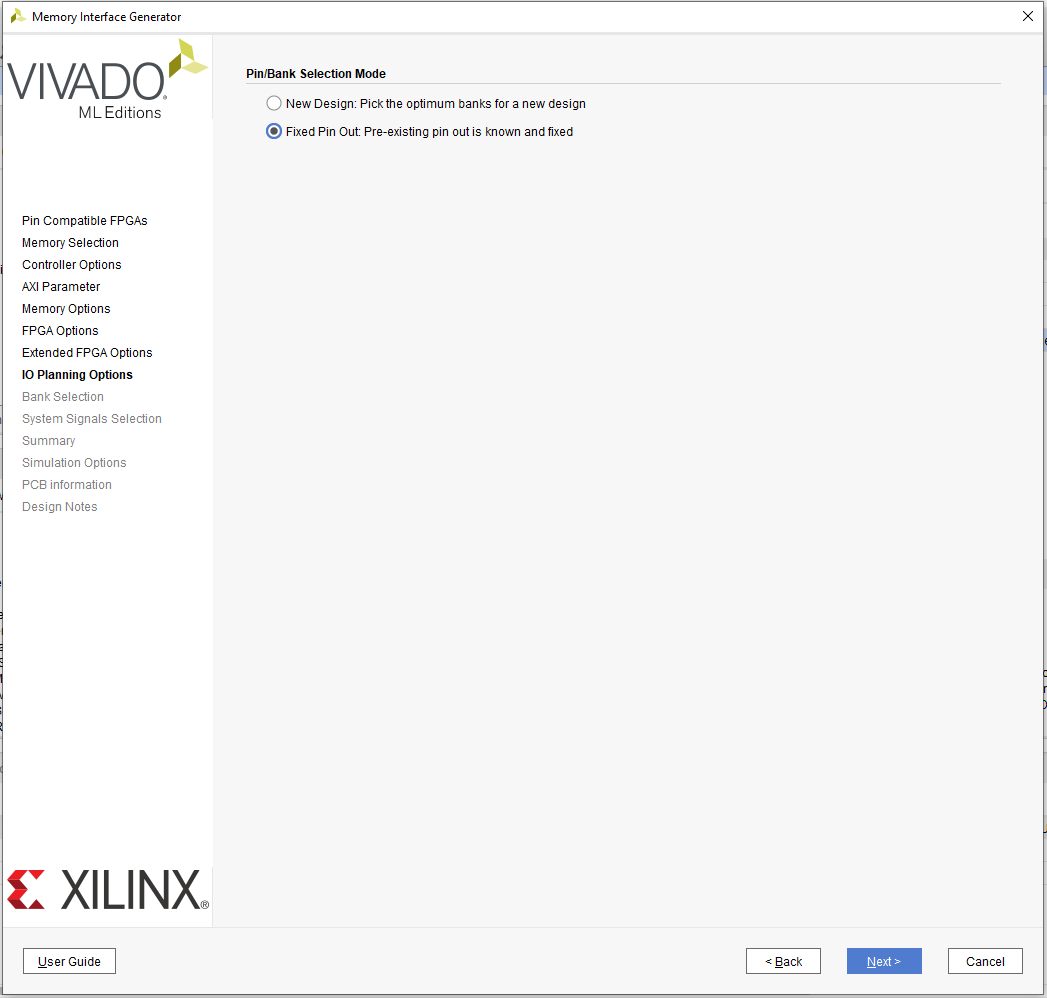 Memory Interface Generator
VIVADO.
ML Editions
Pin Compatible FPGAs
Memory Selection
Controller Options
AXI Parameter
Memory Options
FPGA Options
Extended FPGA Options
IO Planning Options
Bank Selection
System Signals Selection
Summary
Simulation Options
PCB information
Design Notes
XILINX®
Pin/Bank Selection Mode
New Design: Pick the optimum banks for a new design
Fixed Pin Out: Pre-existing pin out is known and fixed
User Guide
< Back
Next >
Cancel